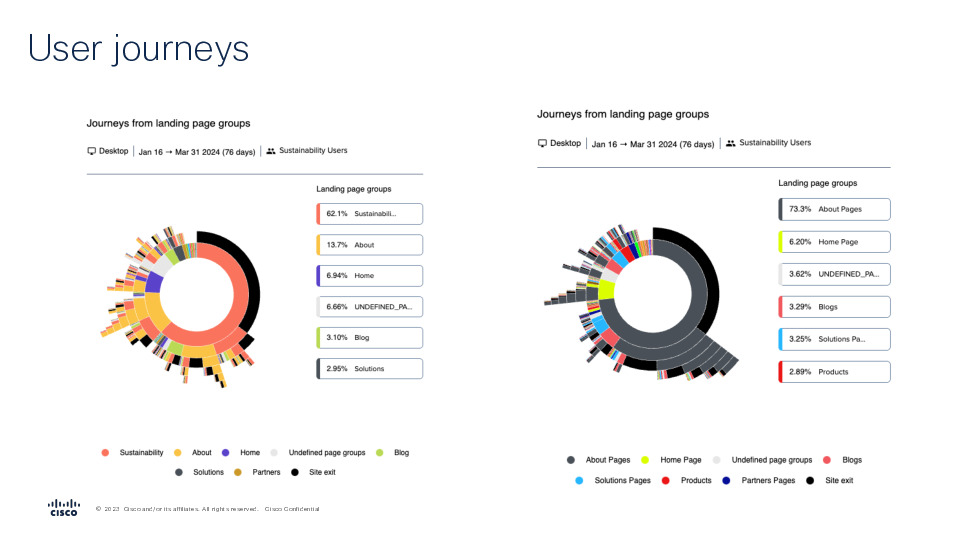 User journeys
Journeys from landing page groups
Desktop | Jan 16 → Mar 31 2024 (76 days) | Sustainability Users
Landing page groups
62.1% Sustainabili...
13.7% About
6.94% Home
6.66% UNDEFINED_PA...
3.10% Blog
2.95% Solutions
Sustainability About Home Undefined page groups Blog
Solutions Partners Site exit
Journeys from landing page groups
Desktop | Jan 16 → Mar 31 2024 (76 days) | Sustainability Users
Landing page groups
73.3% About Pages
6.20% Home Page
3.62% UNDEFINED_PA...
3.29% Blogs
3.25% Solutions Pa...
2.89% Products
About Pages Home Page Undefined page groups Blogs
Solutions Pages Products Partners Pages Site exit
CISCO
© 2023 Cisco and/or its affiliates. All rights reserved. Cisco Confidential